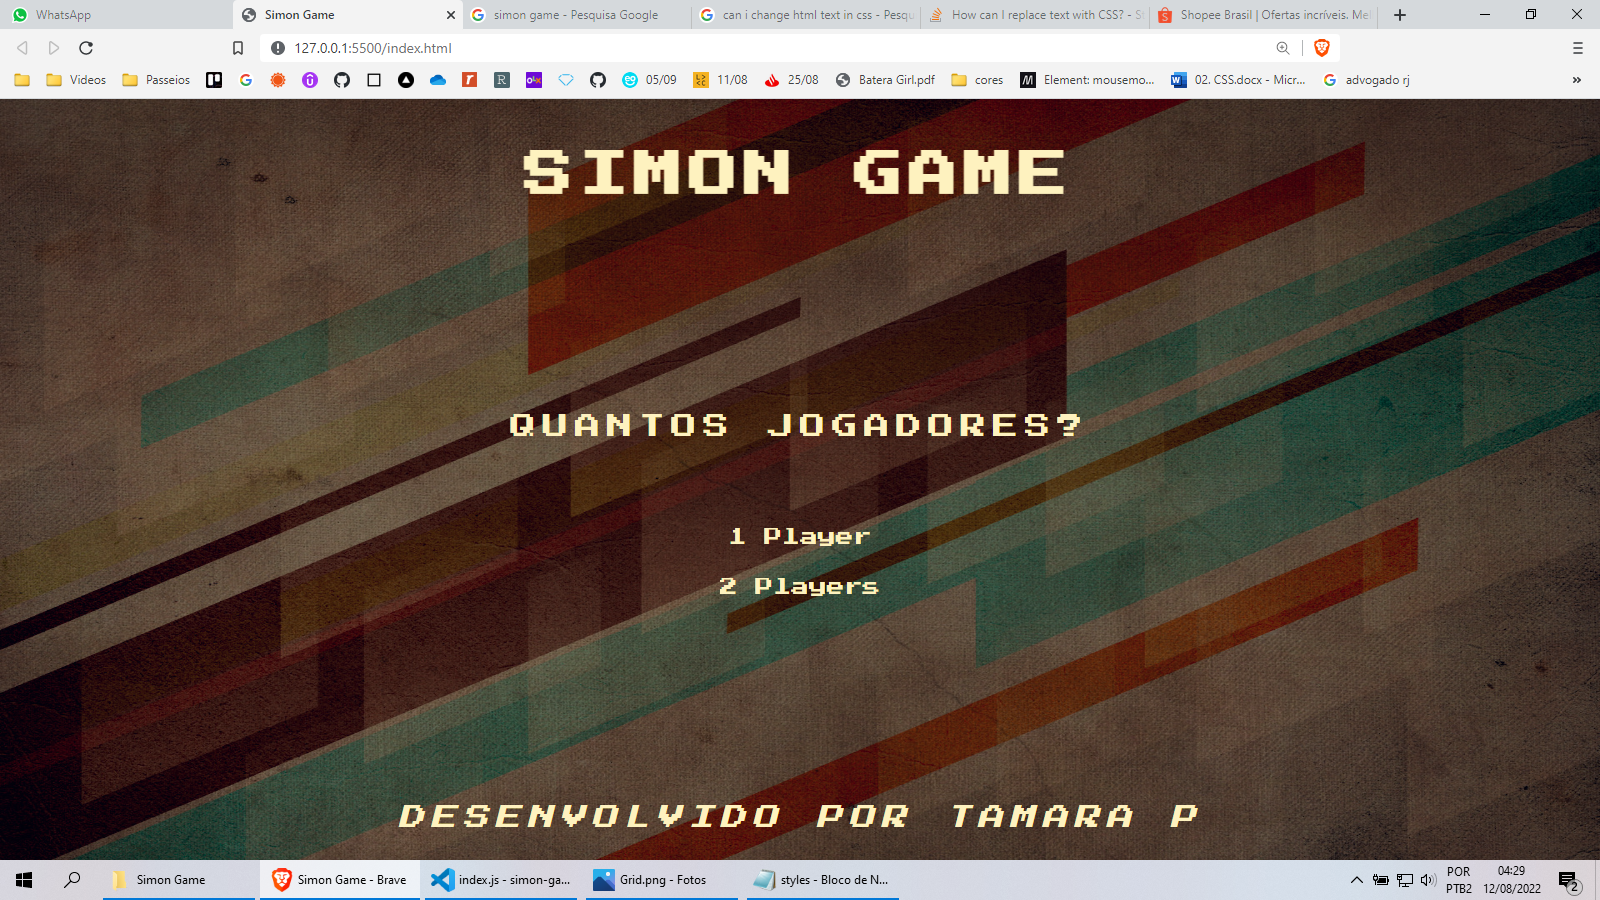 WhatsApp
Simon Game
simon game - Pesquisa Google
can i change html text in css - Pesqu
How can I replace text with CSS? - St
Shopee Brasil | Ofertas incríveis. Mel
127.0.0.1:5500/index.html
Videos
Passeios
05/09
11/08
25/08
Batera Girl.pdf
cores
Element: mousemo...
02. CSS.docx - Micr...
advogado rj
SIMON GAME
QUANTOS JOGADORES?
1 Player
2 Players
DESENVOLVIDO POR TAMARA P
Simon Game
Simon Game - Brave
index.js - simon-ga...
Grid.png - Fotos
styles - Bloco de N...
POR
PTB2
04:29
12/08/2022
2